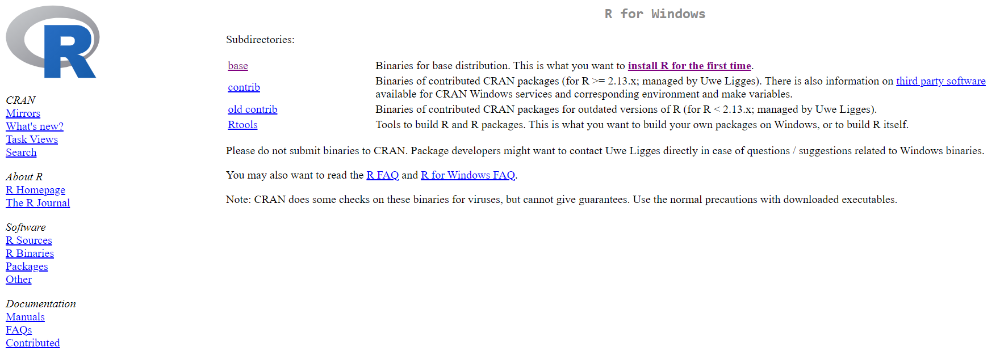 R
CRAN
Mirrors
What's new?
Task Views
Search
About R
R Homepage
The R Journal
Software
R Sources
R Binaries
Packages
Other
Documentation
Manuals
FAQs
Contributed
R for Windows
Subdirectories:
base Binaries for base distribution. This is what you want to install R for the first time.
contrib Binaries of contributed CRAN packages (for R >= 2.13.x; managed by Uwe Ligges). There is also information on third party software
available for CRAN Windows services and corresponding environment and make variables.
old contrib Binaries of contributed CRAN packages for outdated versions of R (for R < 2.13.x; managed by Uwe Ligges).
Rtools Tools to build R and R packages. This is what you want to build your own packages on Windows, or to build R itself.
Please do not submit binaries to CRAN. Package developers might want to contact Uwe Ligges directly in case of questions / suggestions related to Windows binaries.
You may also want to read the R FAQ and R for Windows FAQ.
Note: CRAN does some checks on these binaries for viruses, but cannot give guarantees. Use the normal precautions with downloaded executables.